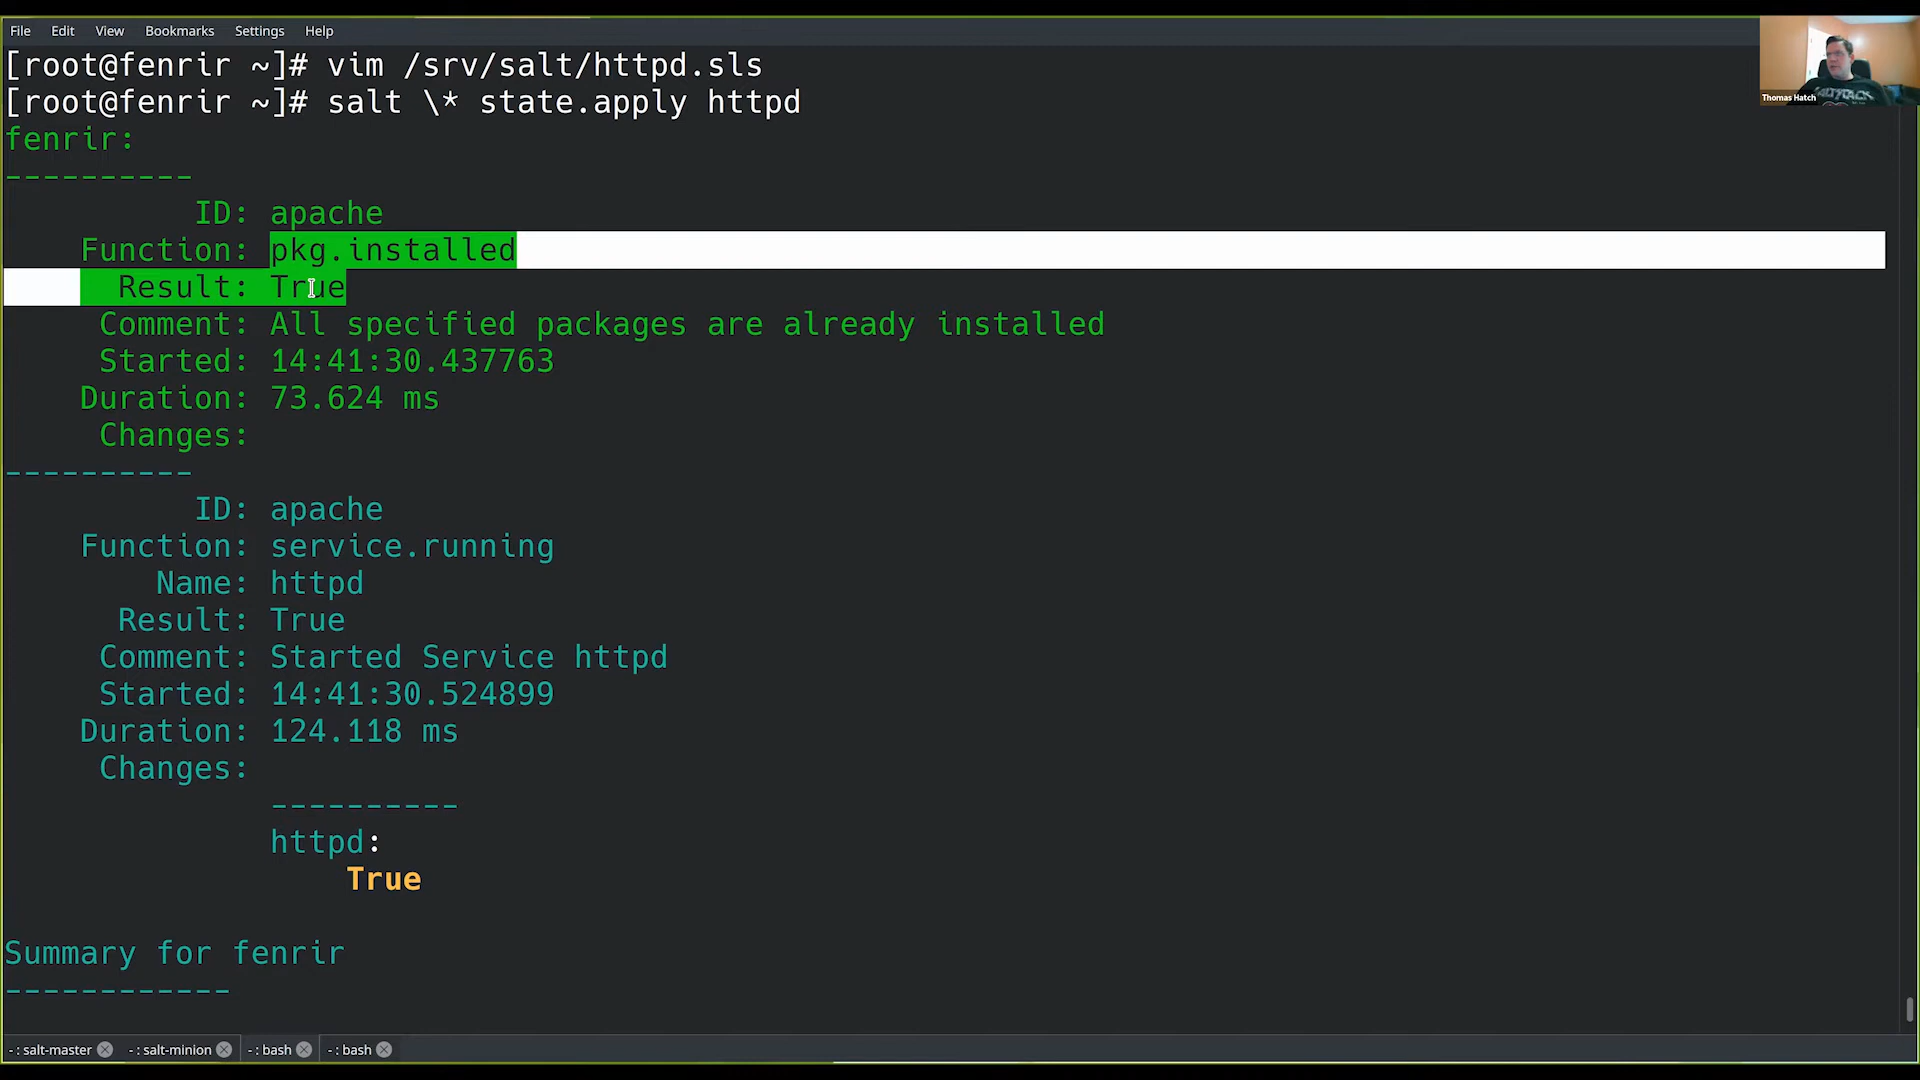 File Edit View Bookmarks Settings Help
[root@fenrir ~]# vim /srv/salt/httpd.sls
[root@fenrir ~]# salt \* state.apply httpd
Thomas Hatch
fenrir:
----------
ID: apache
Function: pkg.installed
Result: True
Comment: All specified packages are already installed
Started: 14:41:30.437763
Duration: 73.624 ms
Changes:
----------
ID: apache
Function: service.running
Name: httpd
Result: True
Comment: Started Service httpd
Started: 14:41:30.524899
Duration: 124.118 ms
Changes:
----------
httpd:
True
Summary for fenrir
------------
- : salt-master - : salt-minion - : bash - : bash